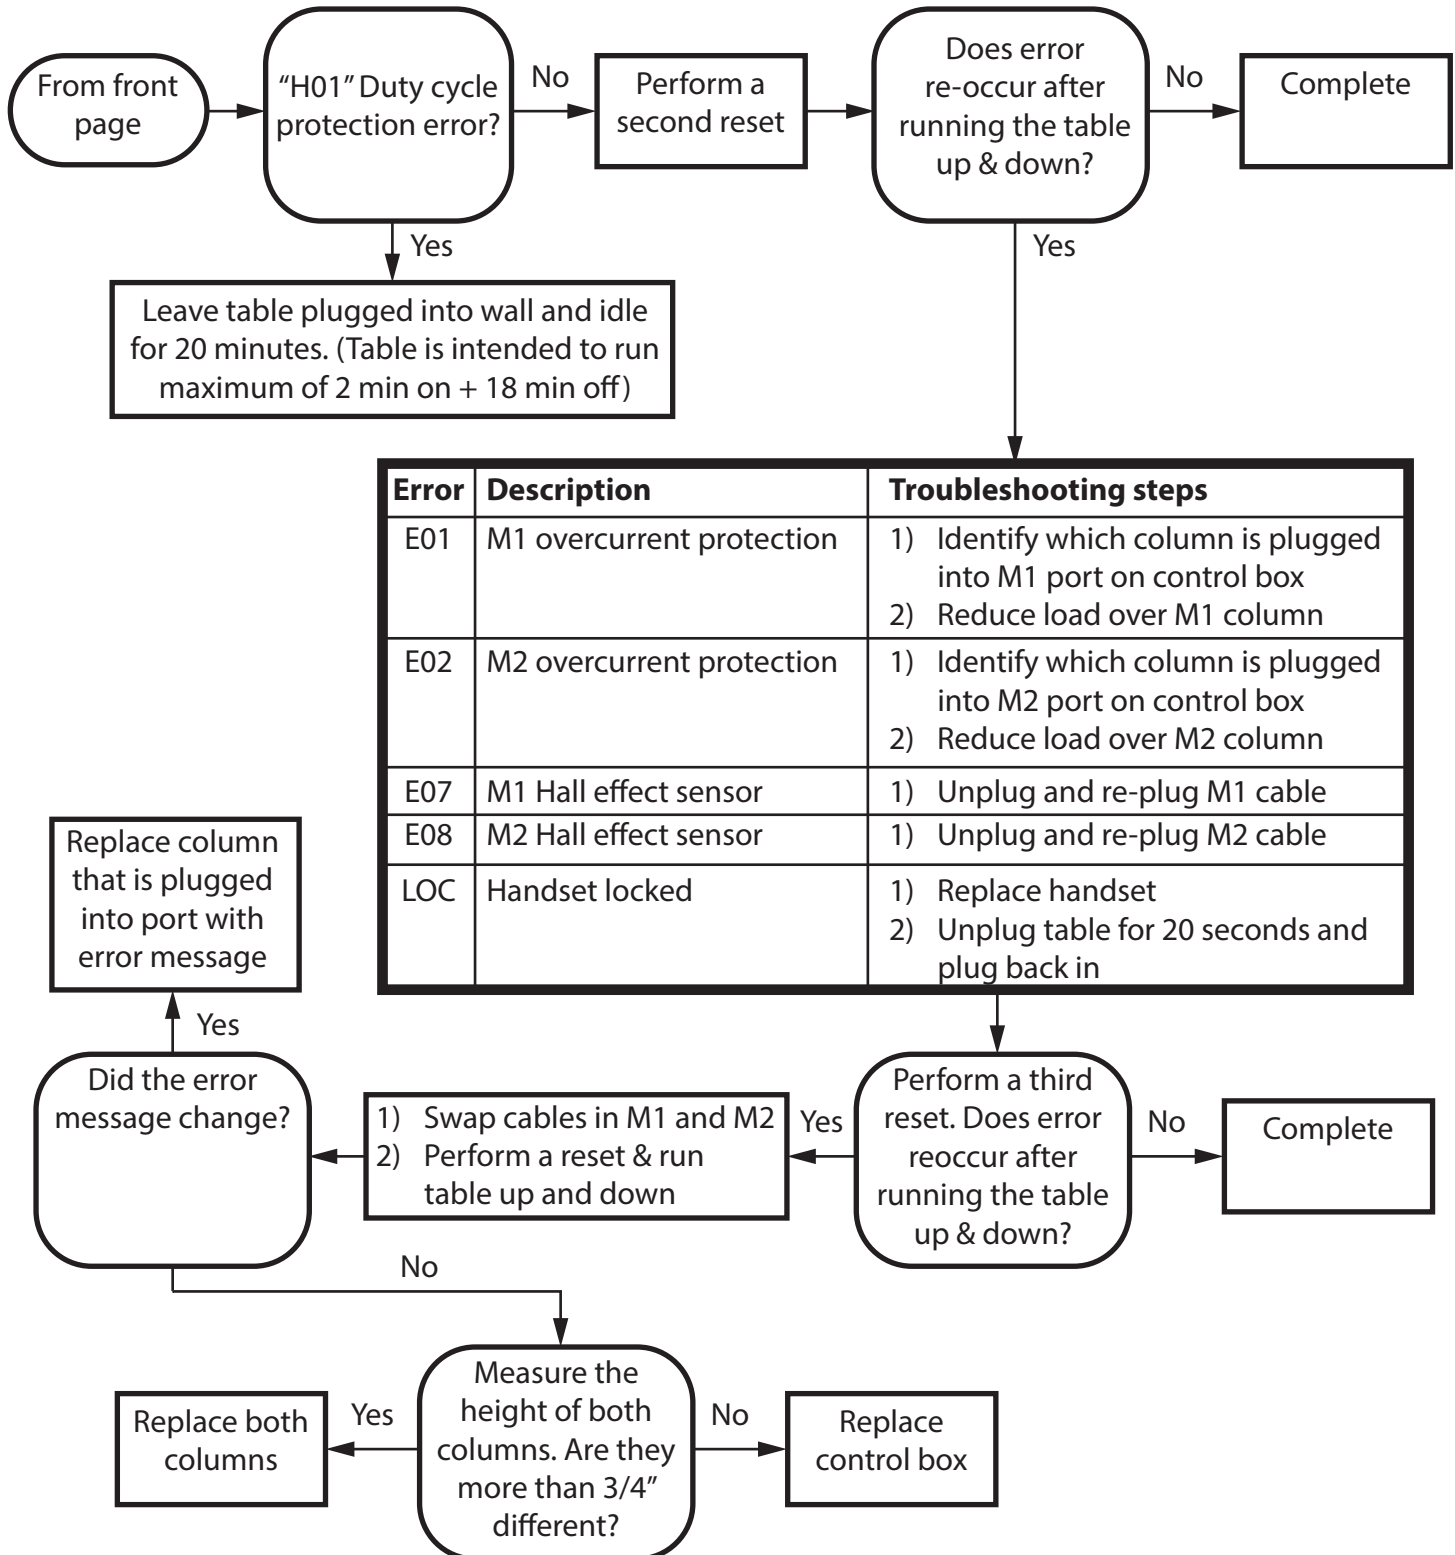 From front
page
“H01” Duty cycle
protection error?
No
Perform a
second reset
Does error
re-occur after
running the table
up & down?
No
Complete
Yes
Leave table plugged into wall and idle
for 20 minutes. (Table is intended to run
maximum of 2 min on + 18 min off)
Yes
Error Description Troubleshooting steps
E01 M1 overcurrent protection 1) Identify which column is plugged
into M1 port on control box
2) Reduce load over M1 column
E02 M2 overcurrent protection 1) Identify which column is plugged
into M2 port on control box
2) Reduce load over M2 column
E07 M1 Hall effect sensor 1) Unplug and re-plug M1 cable
E08 M2 Hall effect sensor 1) Unplug and re-plug M2 cable
LOC Handset locked 1) Replace handset
2) Unplug table for 20 seconds and
plug back in
Perform a third
reset. Does error
reoccur after
running the table
up & down?
No
Complete
Yes
1) Swap cables in M1 and M2
2) Perform a reset & run
table up and down
Did the error
message change?
Yes
Replace column
that is plugged
into port with
error message
No
Measure the
height of both
columns. Are they
more than 3/4”
different?
Yes
Replace both
columns
No
Replace
control box